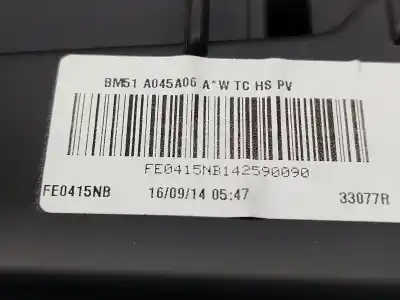 BM51 A045A06 A*W TC HS PV
FE0415NB142590090
FE0415NB 16/09/14 05:47 33077R